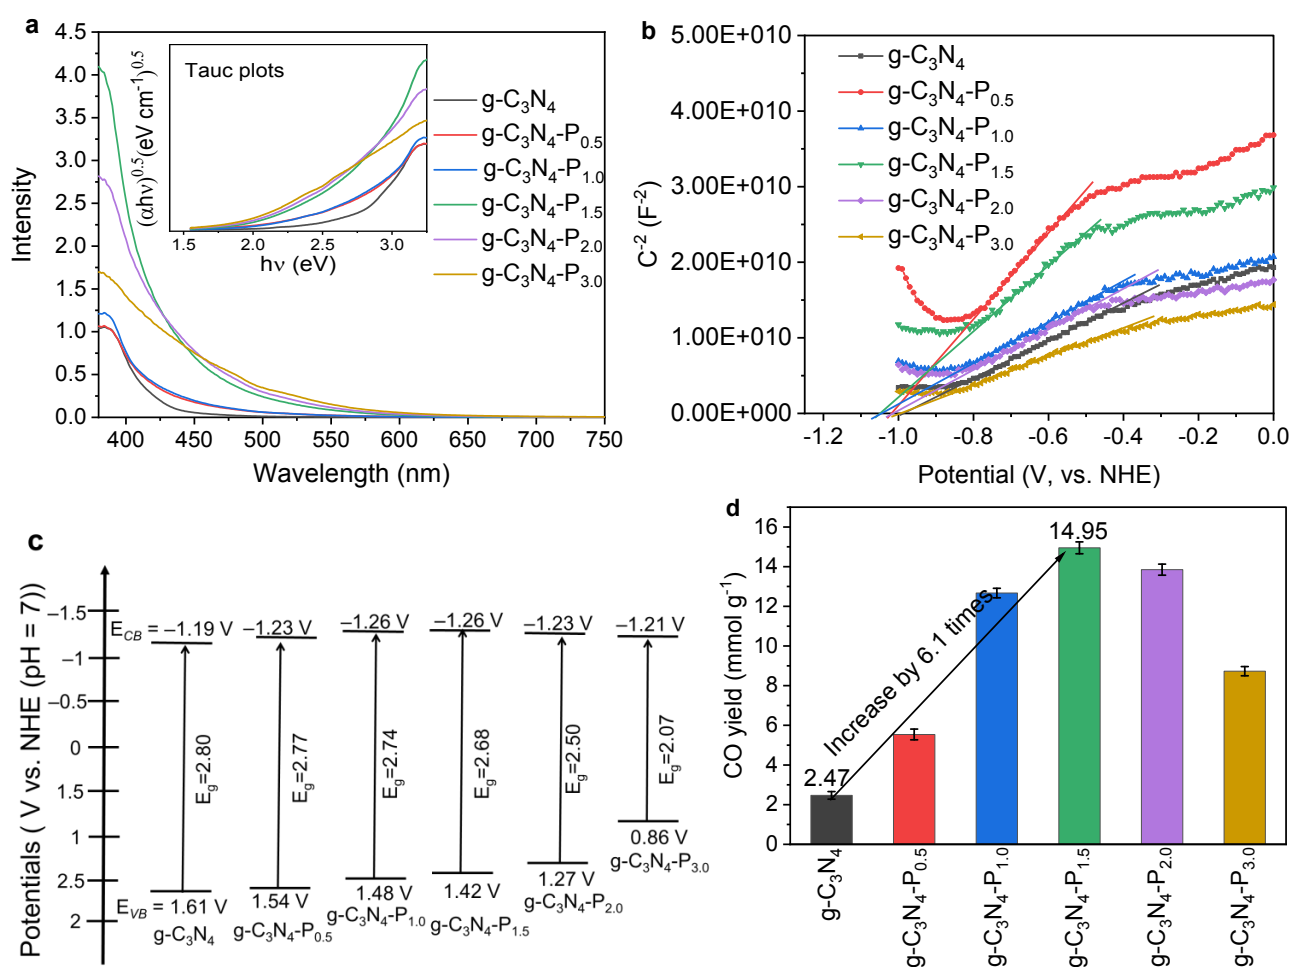 a
4.5
4.0
3.5
3.0
2.5
2.0
1.5
1.0
0.5
0.0
Intensity
400 450 500 550 600 650 700 750
Wavelength (nm)
Tauc plots
(αhν)^0.5(eV cm⁻¹)^0.5
1.5 2.0 2.5 3.0
hν (eV)
g-C₃N₄
g-C₃N₄-P₀.₅
g-C₃N₄-P₁.₀
g-C₃N₄-P₁.₅
g-C₃N₄-P₂.₀
g-C₃N₄-P₃.₀
b
5.00E+010
4.00E+010
3.00E+010
2.00E+010
1.00E+010
0.00E+000
C⁻² (F⁻²)
-1.2 -1.0 -0.8 -0.6 -0.4 -0.2 0.0
Potential (V, vs. NHE)
g-C₃N₄
g-C₃N₄-P₀.₅
g-C₃N₄-P₁.₀
g-C₃N₄-P₁.₅
g-C₃N₄-P₂.₀
g-C₃N₄-P₃.₀
c
Potentials ( V vs. NHE (pH = 7))
–1.5
–1
–0.5
0
1.5
1
2.5
2
E_CB = –1.19 V
–1.23 V
–1.26 V
–1.26 V
–1.23 V
–1.21 V
E_g=2.80
E_g=2.77
E_g=2.74
E_g=2.68
E_g=2.50
E_g=2.07
E_VB = 1.61 V
g-C₃N₄
1.54 V
g-C₃N₄-P₀.₅
1.48 V
g-C₃N₄-P₁.₀
1.42 V
g-C₃N₄-P₁.₅
1.27 V
g-C₃N₄-P₂.₀
0.86 V
g-C₃N₄-P₃.₀
d
16
14
12
10
8
6
4
2
0
CO yield (mmol g⁻¹)
2.47
14.95
Increase by 6.1 times
g-C₃N₄
g-C₃N₄-P₀.₅
g-C₃N₄-P₁.₀
g-C₃N₄-P₁.₅
g-C₃N₄-P₂.₀
g-C₃N₄-P₃.₀